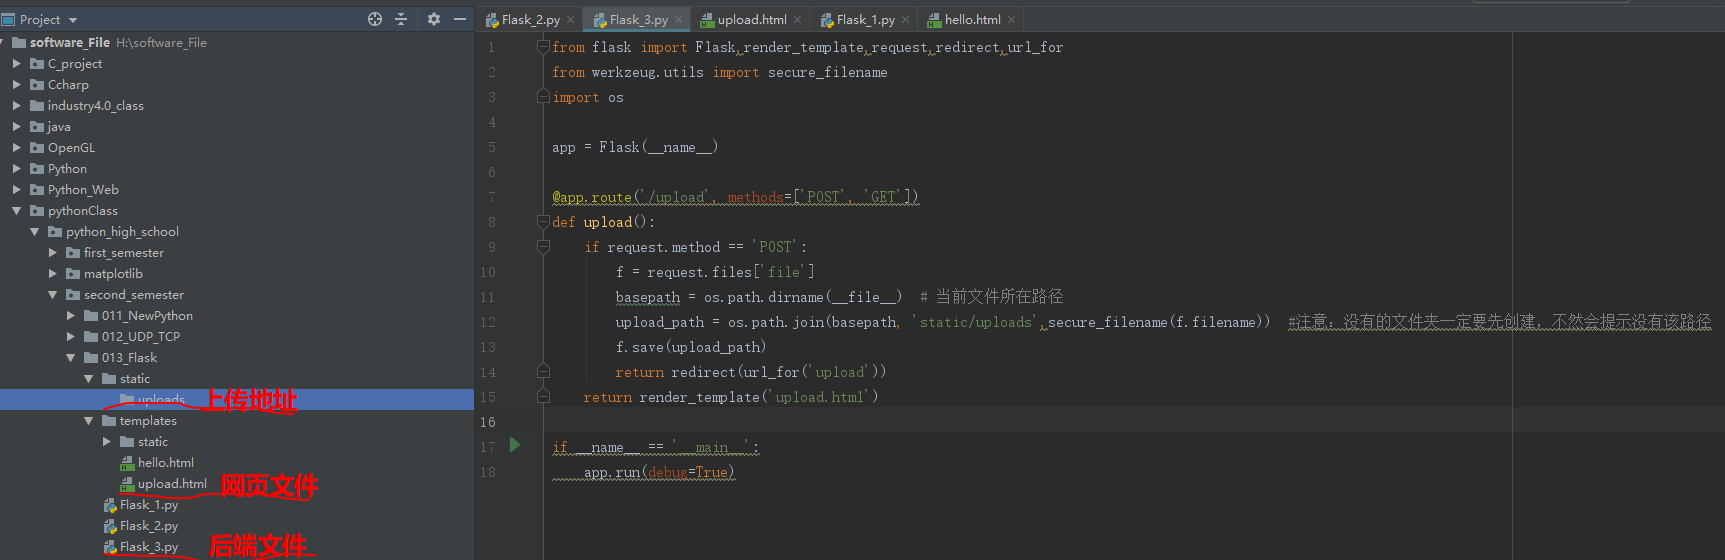 Project
software_File H:\software_File
C_project
Ccharp
industry4.0_class
java
OpenGL
Python
Python_Web
pythonClass
python_high_school
first_semester
matplotlib
second_semester
011_NewPython
012_UDP_TCP
013_Flask
static
uploads 上传地址
templates
static
hello.html
upload.html 网页文件
Flask_1.py
Flask_2.py
Flask_3.py 后端文件
Flask_2.py Flask_3.py upload.html Flask_1.py hello.html
1 from flask import Flask,render_template,request,redirect,url_for
2 from werkzeug.utils import secure_filename
3 import os
4
5 app = Flask(__name__)
6
7 @app.route('/upload', methods=['POST', 'GET'])
8 def upload():
9 if request.method == 'POST':
10 f = request.files['file']
11 basepath = os.path.dirname(__file__) # 当前文件所在路径
12 upload_path = os.path.join(basepath, 'static/uploads',secure_filename(f.filename)) #注意：没有的文件夹一定要先创建，不然会提示没有该路径
13 f.save(upload_path)
14 return redirect(url_for('upload'))
15 return render_template('upload.html')
16
17 if __name__ == '__main__':
18 app.run(debug=True)